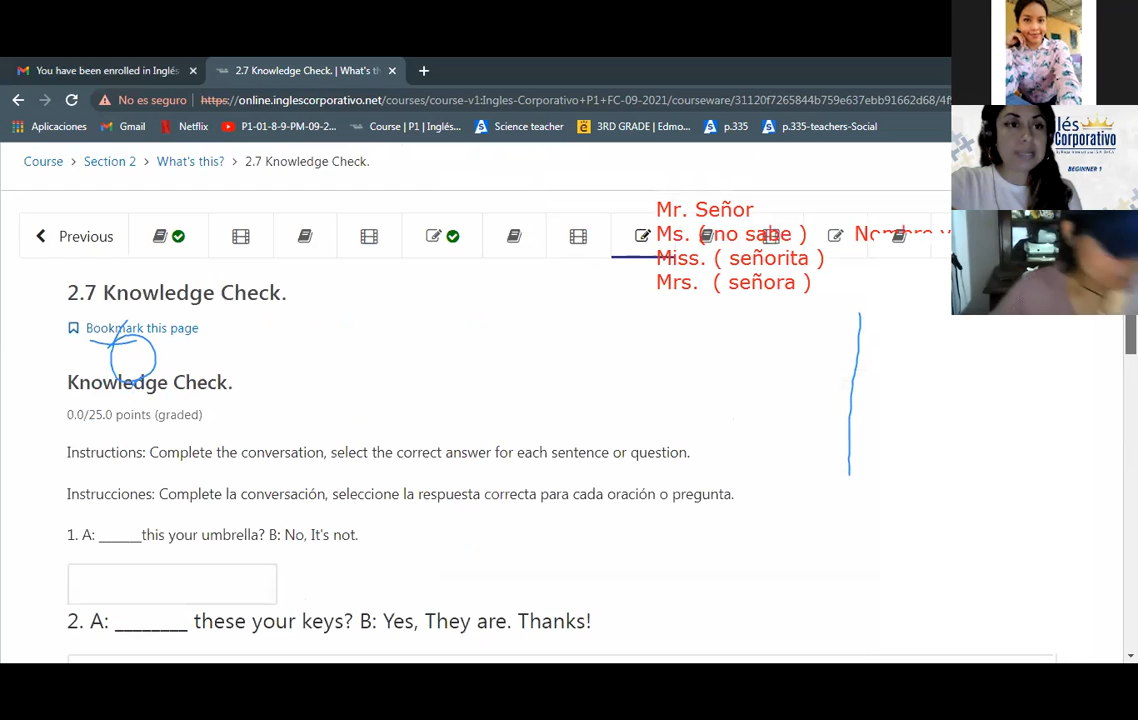 You have been enrolled in Inglés
2.7 Knowledge Check. | What's th
No es seguro
https://online.inglescorporativo.net/courses/course-v1:Ingles-Corporativo+P1+FC-09-2021/courseware/31120f7265844b759e637ebb91662d68/4f
Aplicaciones
Gmail
Netflix
P1-01-8-9-PM-09-2...
Course | P1 | Inglés...
Science teacher
3RD GRADE | Edmo...
p.335
p.335-teachers-Social
lés
Corporativo
BEGINNER 1
Course > Section 2 > What's this? > 2.7 Knowledge Check.
Previous
Mr. Señor
Ms. ( no sabe )
Miss. ( señorita )
Mrs. ( señora )
2.7 Knowledge Check.
Bookmark this page
Knowledge Check.
0.0/25.0 points (graded)
Instructions: Complete the conversation, select the correct answer for each sentence or question.
Instrucciones: Complete la conversación, seleccione la respuesta correcta para cada oración o pregunta.
1. A: ______this your umbrella? B: No, It's not.
2. A: ________ these your keys? B: Yes, They are. Thanks!